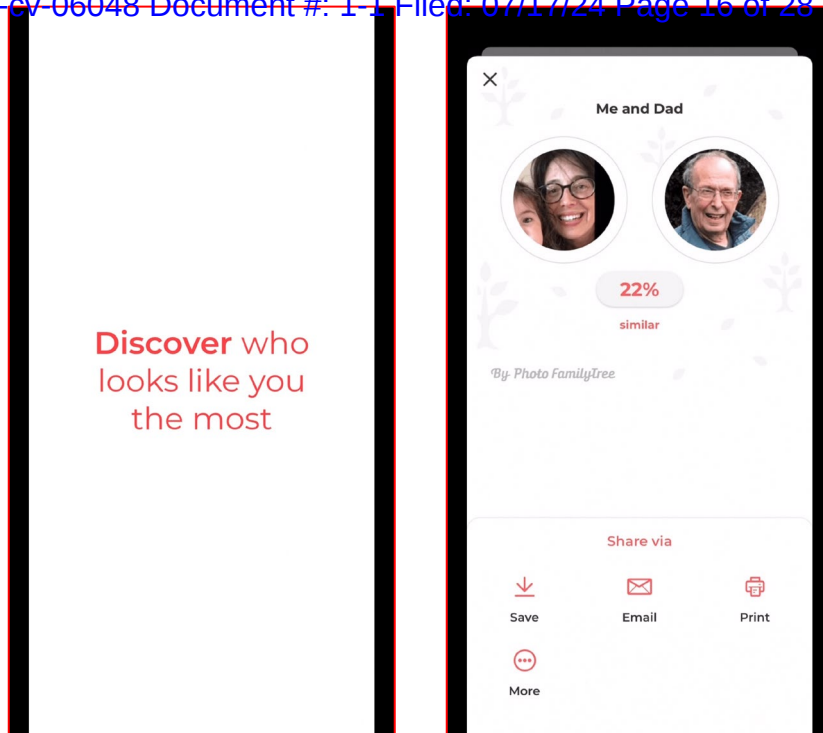 -cv-06048 Document #: 1-1 Filed: 07/17/24 Page 16 of 28
Discover who
looks like you
the most
Me and Dad
22%
similar
By Photo FamilyTree
Share via
Save
Email
Print
More